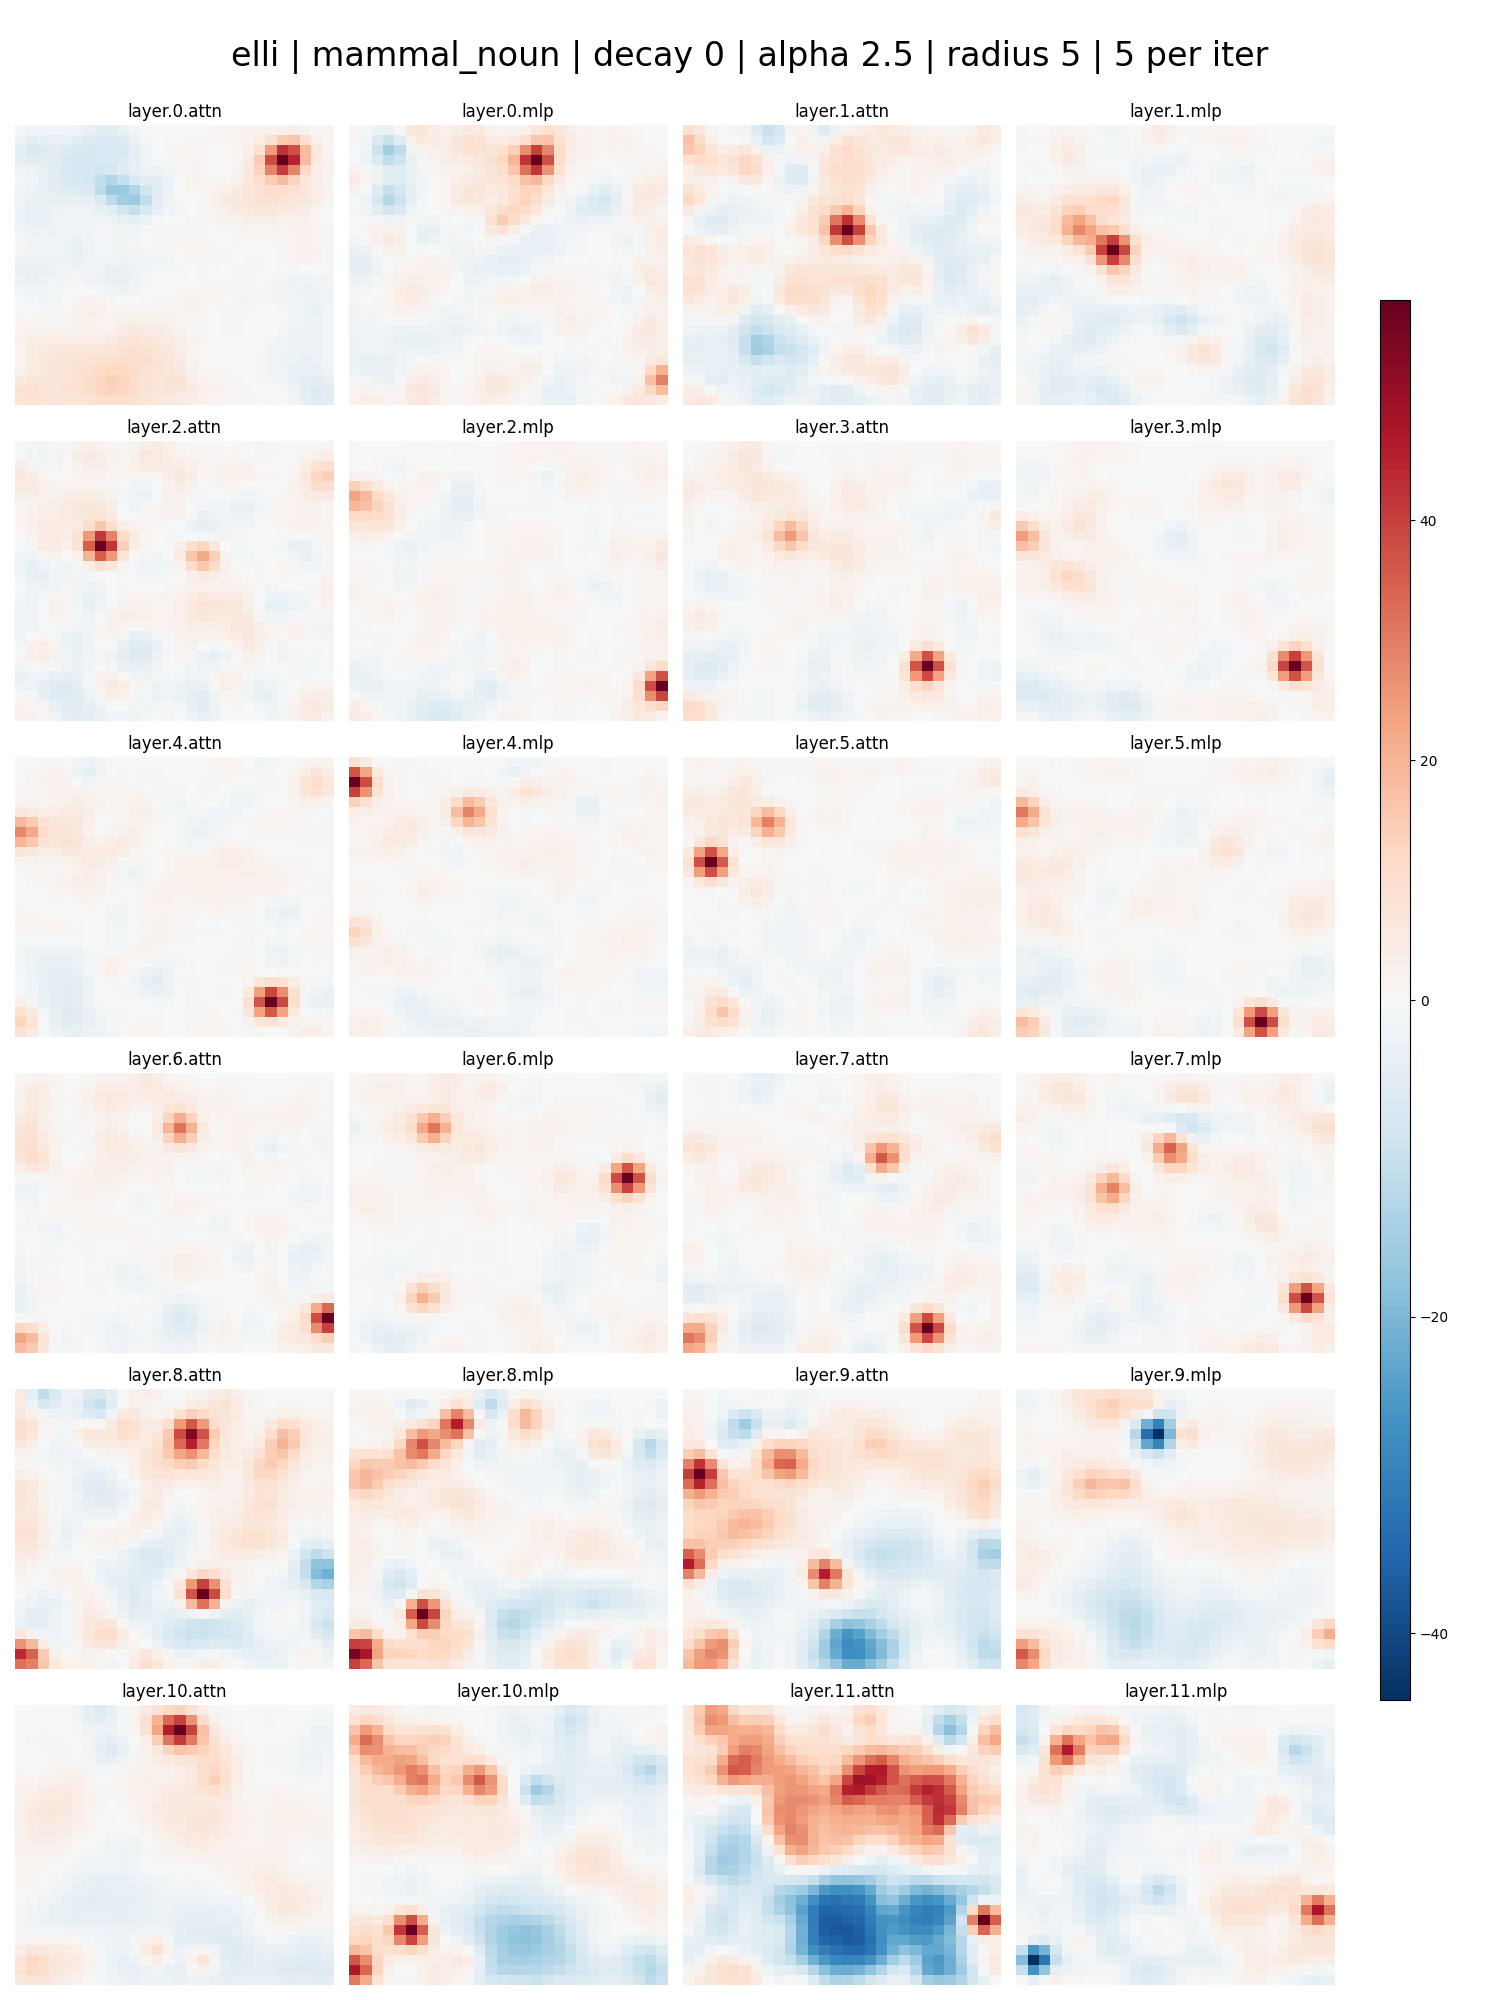 elli | mammal_noun | decay 0 | alpha 2.5 | radius 5 | 5 per iter
layer.0.attn layer.0.mlp layer.1.attn layer.1.mlp
layer.2.attn layer.2.mlp layer.3.attn layer.3.mlp
40
layer.4.attn layer.4.mlp layer.5.attn layer.5.mlp
20
0
layer.6.attn layer.6.mlp layer.7.attn layer.7.mlp
−20
layer.8.attn layer.8.mlp layer.9.attn layer.9.mlp
−40
layer.10.attn layer.10.mlp layer.11.attn layer.11.mlp